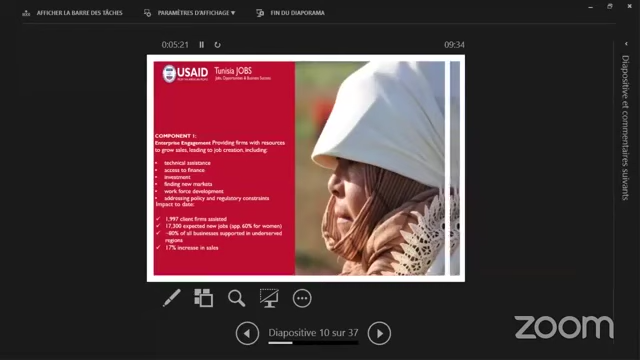 AFFICHER LA BARRE DES TÂCHES
PARAMÈTRES D'AFFICHAGE ▼
FIN DU DIAPORAMA
0:05:21
09:34
USAID
Tunisia JOBS
Jobs, Opportunities & Business Success
COMPONENT 1:
Enterprise Engagement Providing firms with resources
to grow sales, leading to job creation, including:
• technical assistance
• access to finance
• investment
• finding new markets
• work force development
• addressing policy and regulatory constraints
Impact to date:
✓ 1,997 client firms assisted
✓ 17,300 expected new jobs (app. 60% for women)
✓ ~80% of all businesses supported in underserved
regions
✓ 17% increase in sales
Diapositive 10 sur 37
Diapositive et commentaires suivants
zoom